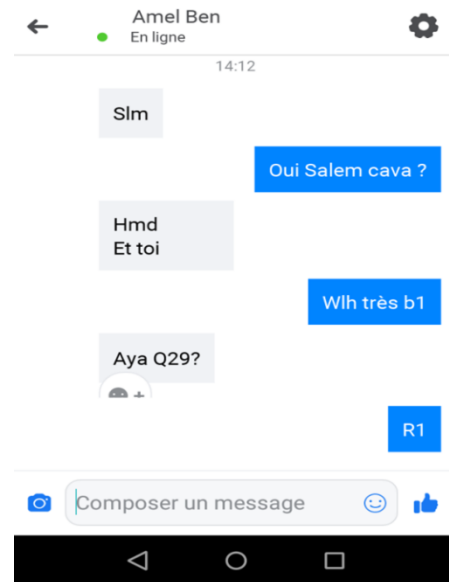 Amel Ben
En ligne
14:12
Slm
Oui Salem cava ?
Hmd
Et toi
Wlh très b1
Aya Q29?
R1
Composer un message